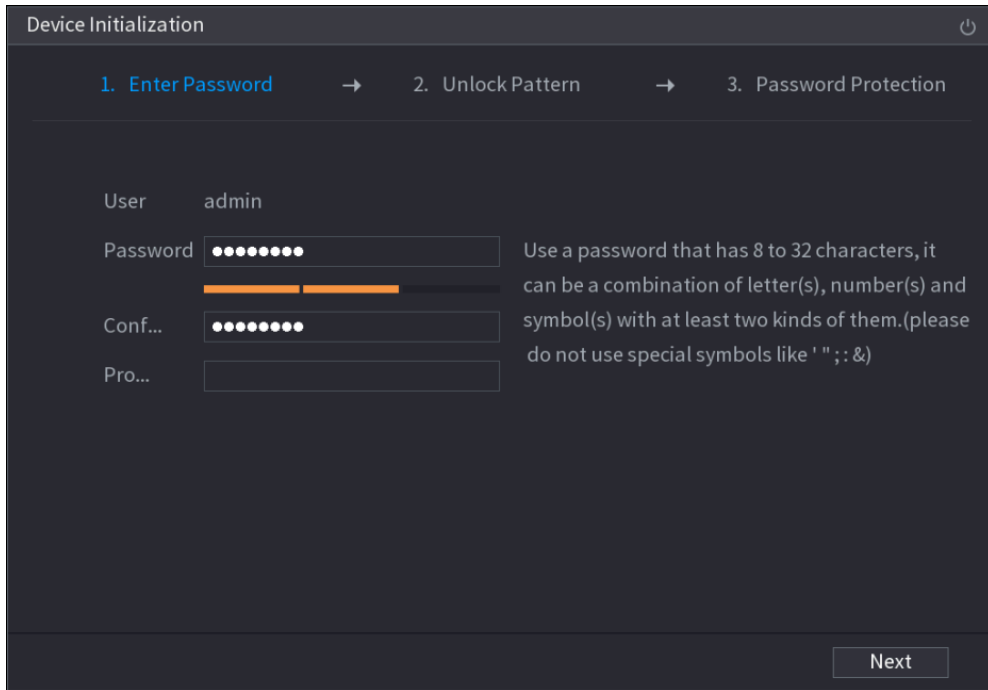 Device Initialization
1. Enter Password → 2. Unlock Pattern → 3. Password Protection
User admin
Password ●●●●●●●● Use a password that has 8 to 32 characters, it
can be a combination of letter(s), number(s) and
Conf... ●●●●●●●● symbol(s) with at least two kinds of them.(please
do not use special symbols like ' " ; : &)
Pro...
Next